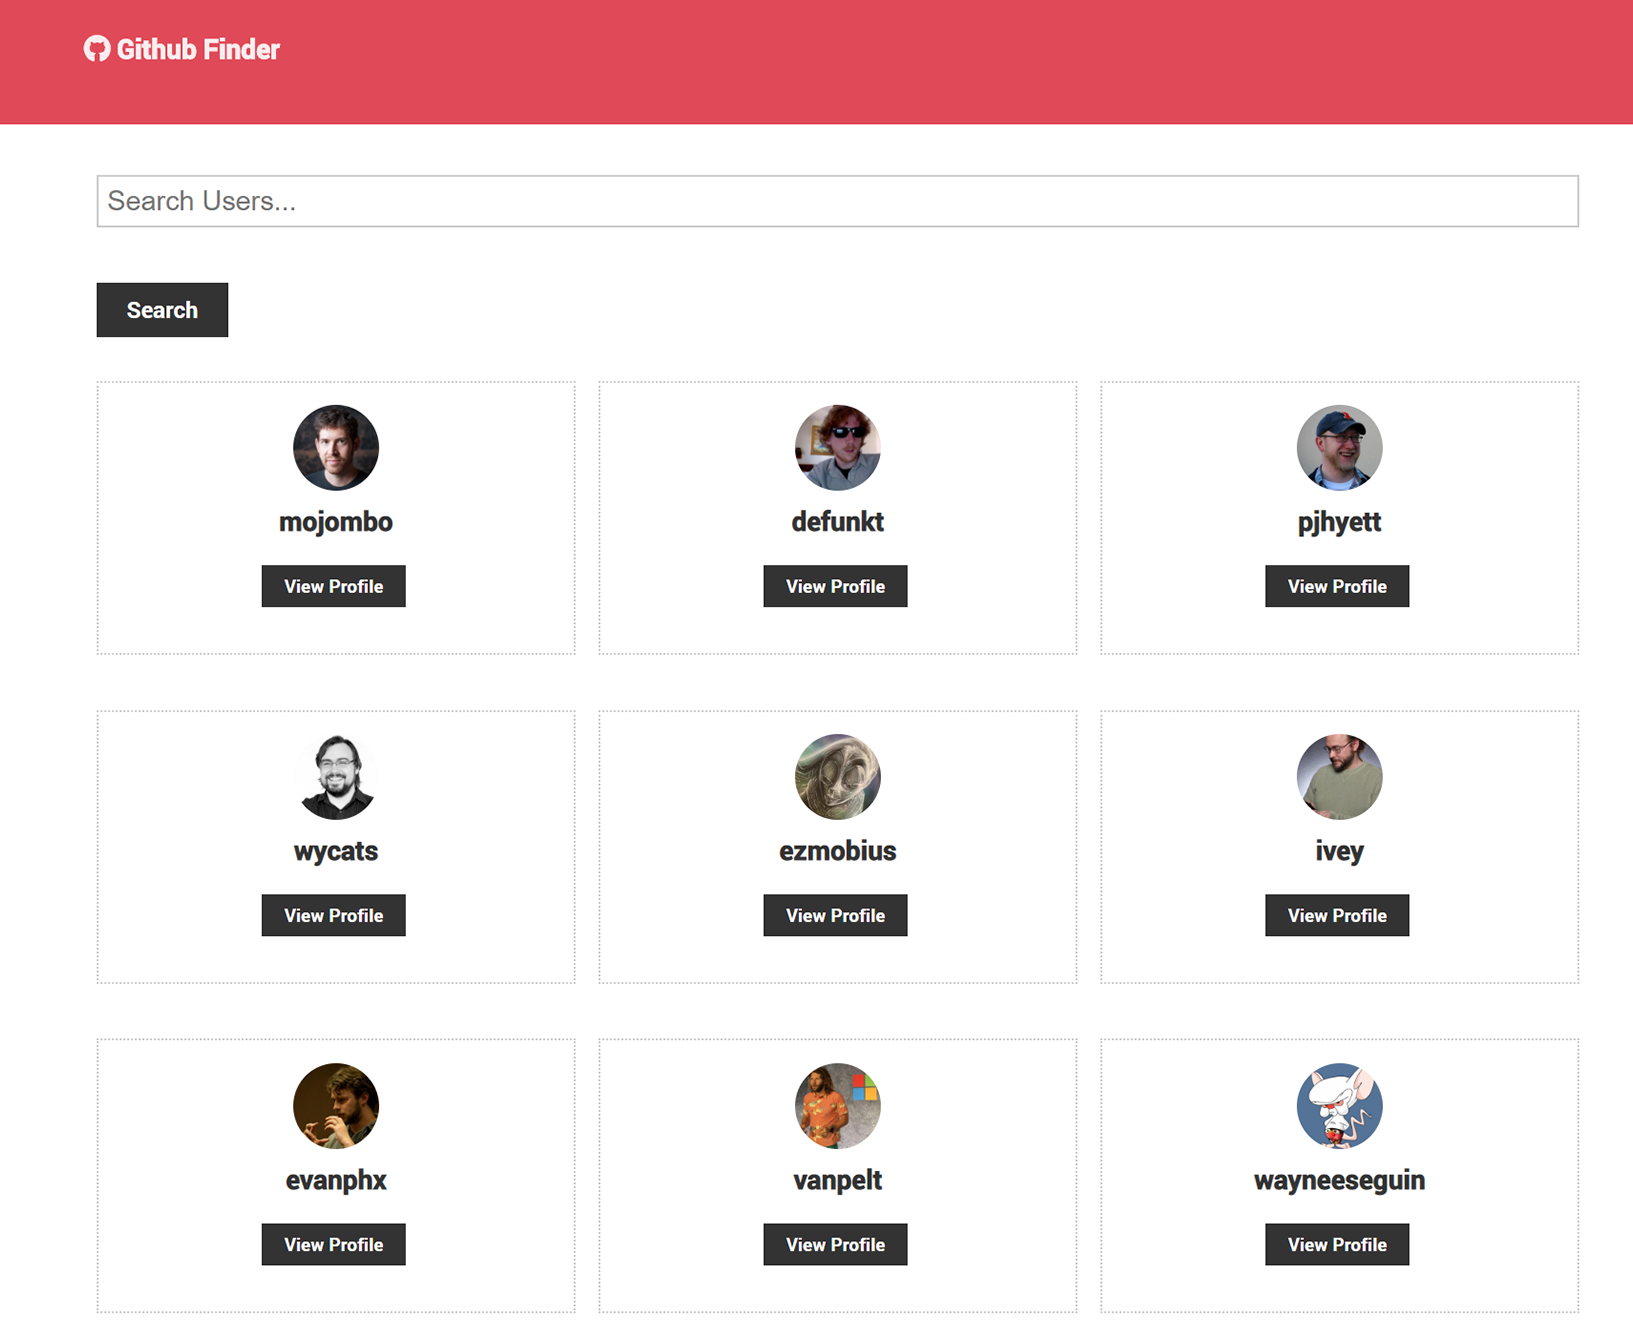 Github Finder
Search Users...
Search
mojombo
defunkt
pjhyett
View Profile
View Profile
View Profile
wycats
ezmobius
ivey
View Profile
View Profile
View Profile
evanphx
vanpelt
wayneeseguin
View Profile
View Profile
View Profile